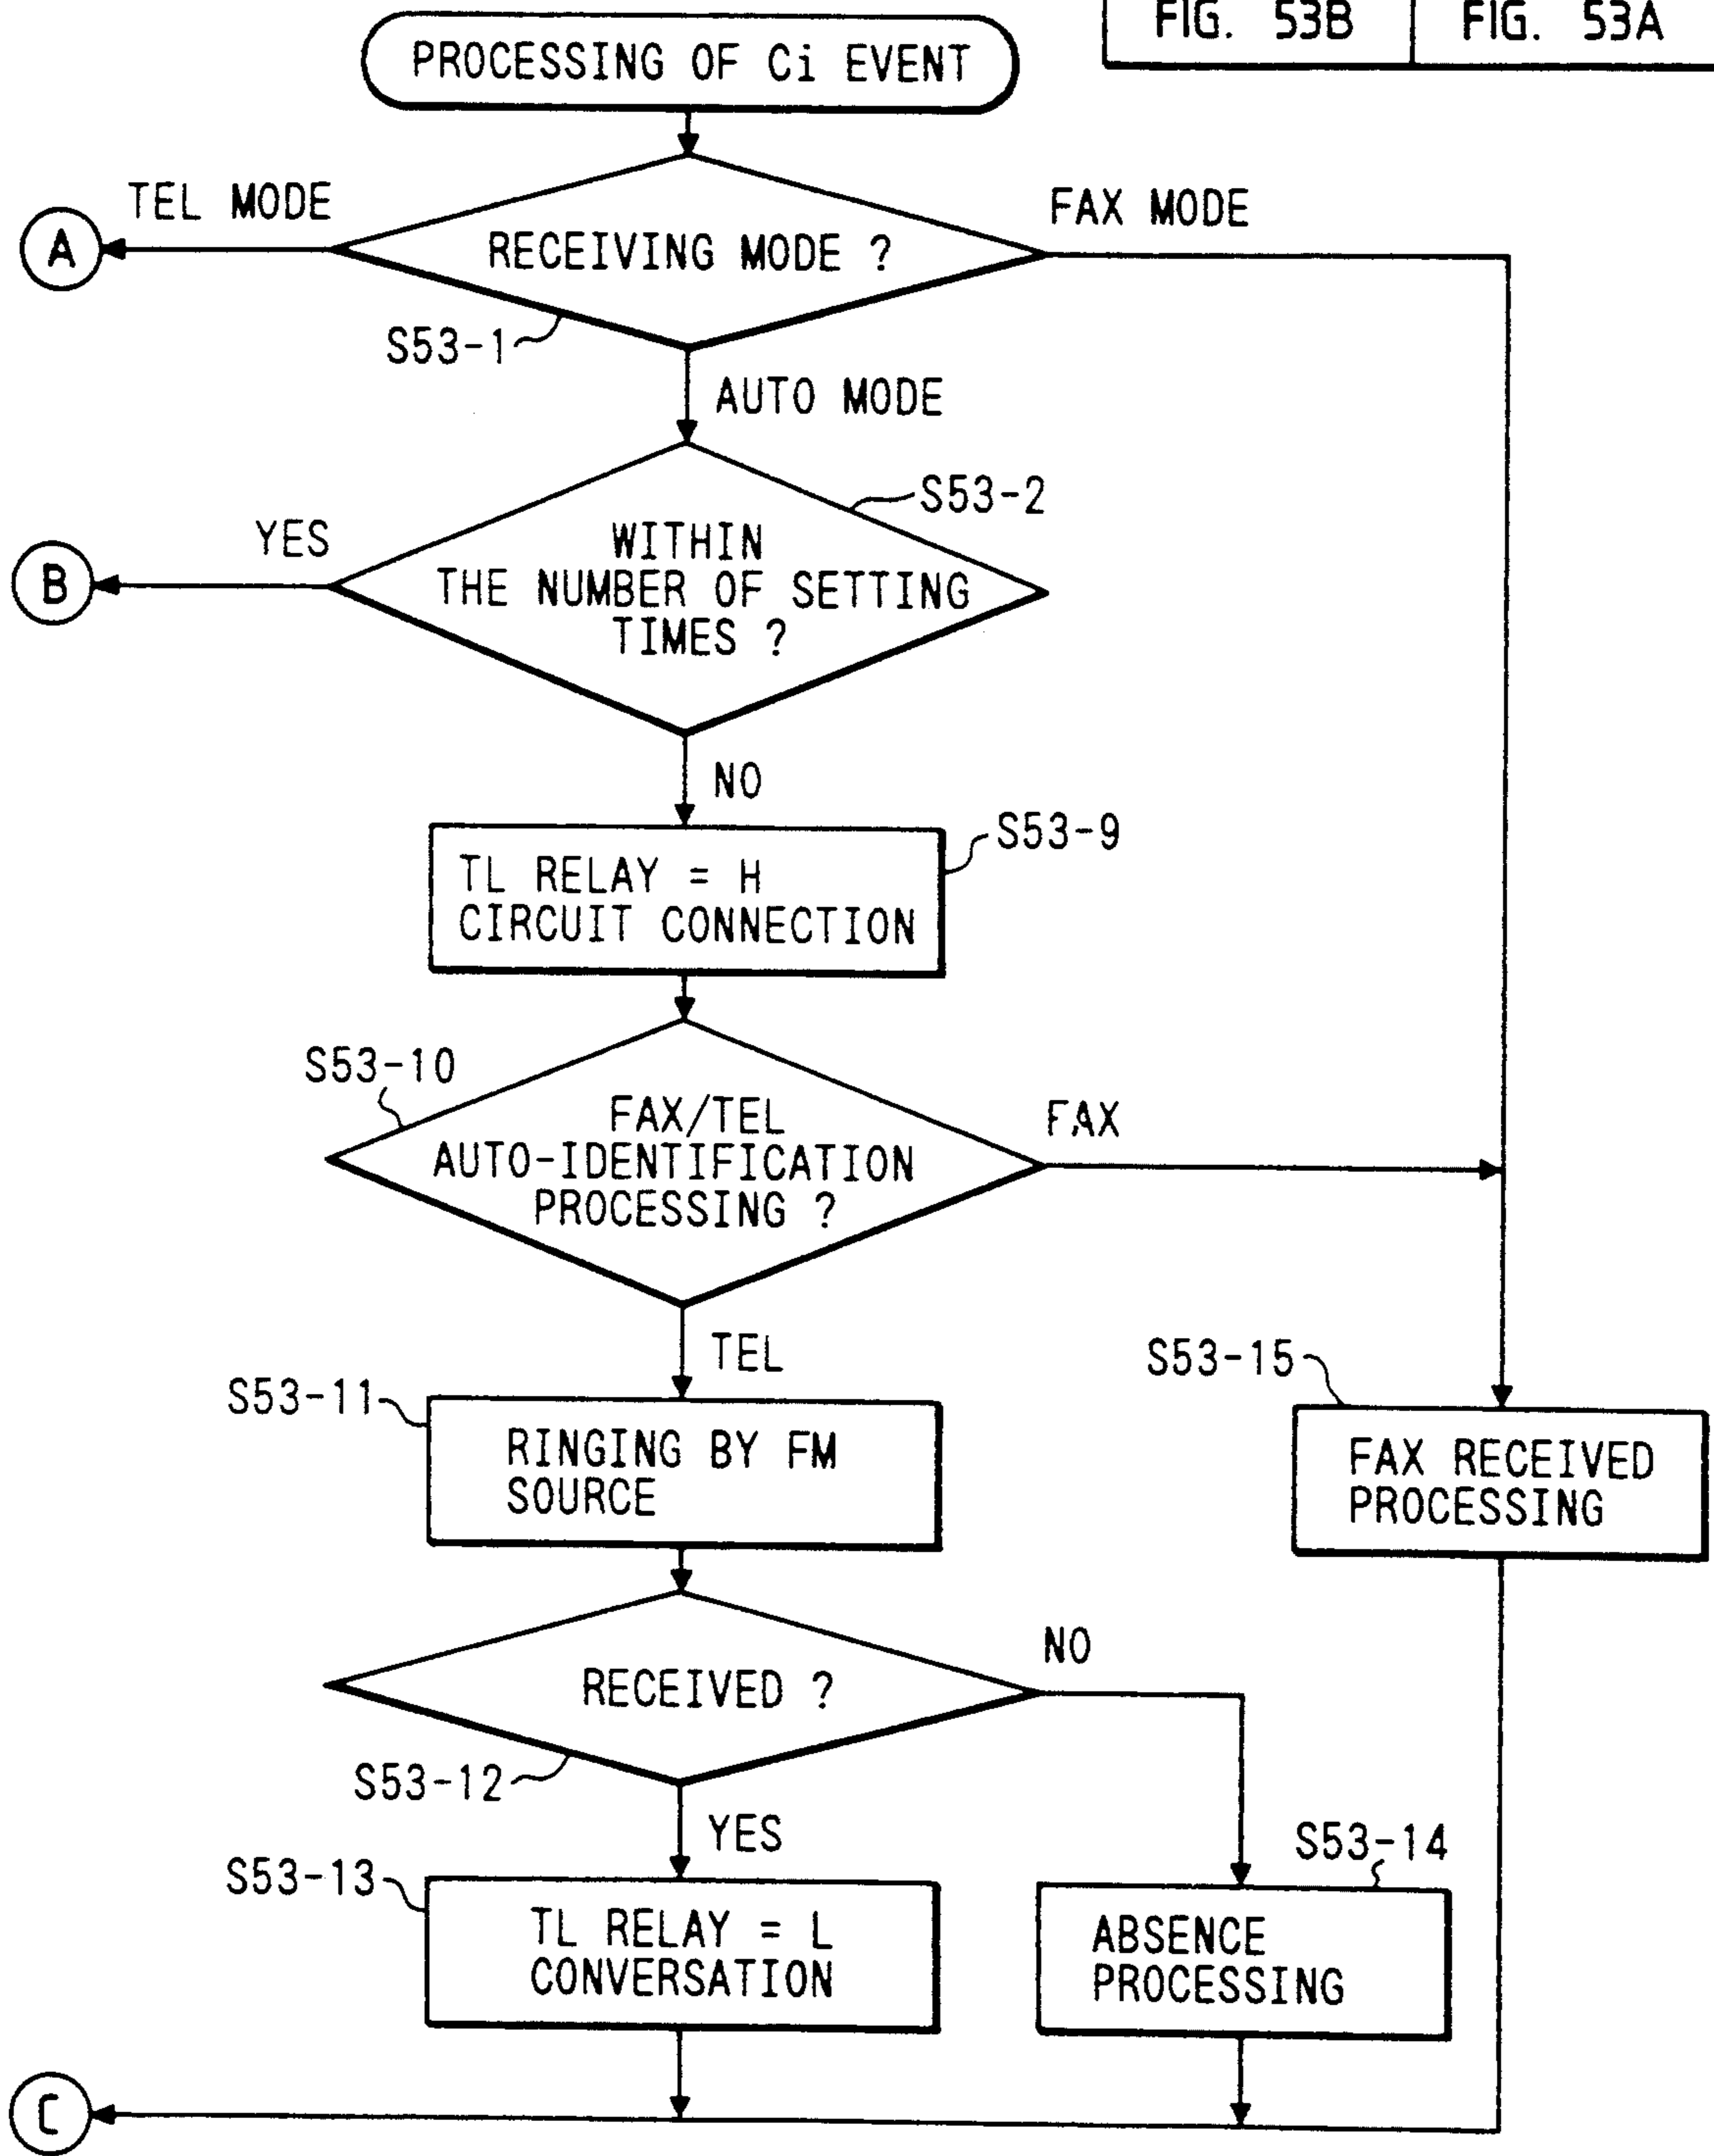 FIG. 53B FIG. 53A
PROCESSING OF Ci EVENT
TEL MODE
FAX MODE
A
RECEIVING MODE ?
S53-1
AUTO MODE
S53-2
YES
B
WITHIN
THE NUMBER OF SETTING
TIMES ?
NO
S53-9
TL RELAY = H
CIRCUIT CONNECTION
S53-10
FAX/TEL
AUTO-IDENTIFICATION
PROCESSING ?
FAX
TEL
S53-11
RINGING BY FM
SOURCE
S53-15
FAX RECEIVED
PROCESSING
RECEIVED ?
NO
S53-12
YES
S53-13
TL RELAY = L
CONVERSATION
S53-14
ABSENCE
PROCESSING
C